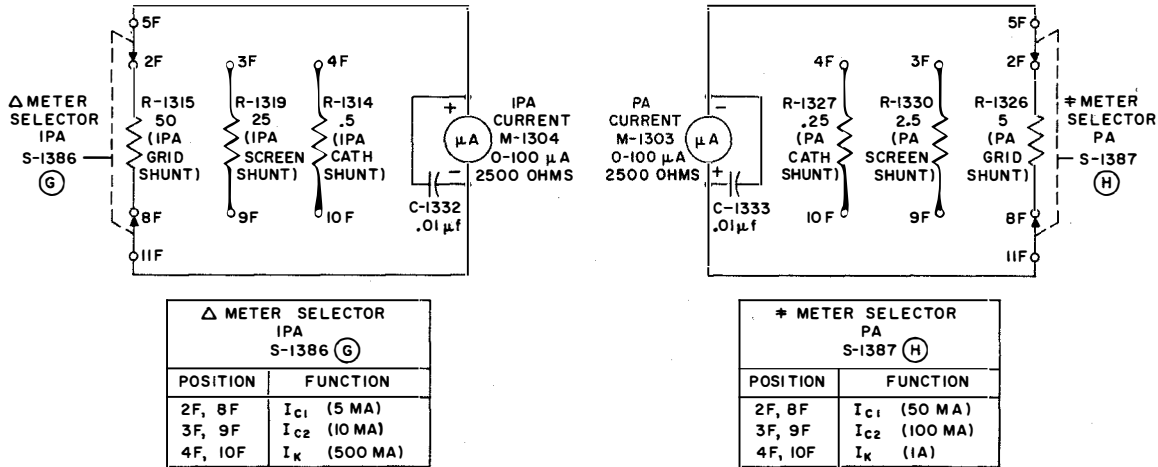 5F
2F
3F
4F
△ METER
SELECTOR
IPA
S-1386
G
R-1315
50
(IPA
GRID
SHUNT)
R-1319
25
(IPA
SCREEN
SHUNT)
R-1314
.5
(IPA
CATH
SHUNT)
8F
9F
10F
11F
+
μA
-
C-1332
.01μf
IPA
CURRENT
M-1304
0-100 μA
2500 OHMS
PA
CURRENT
M-1303
0-100 μA
2500 OHMS
-
μA
+
C-1333
.01μf
5F
4F
3F
2F
R-1327
.25
(PA
CATH
SHUNT)
R-1330
2.5
(PA
SCREEN
SHUNT)
R-1326
5
(PA
GRID
SHUNT)
≠ METER
SELECTOR
PA
S-1387
H
10F
9F
8F
11F
△ METER SELECTOR
IPA
S-1386 G
POSITION FUNCTION
2F, 8F IC1 (5 MA)
3F, 9F IC2 (10 MA)
4F, 10F IK (500 MA)
≠ METER SELECTOR
PA
S-1387 H
POSITION FUNCTION
2F, 8F IC1 (50 MA)
3F, 9F IC2 (100 MA)
4F, 10F IK (1A)